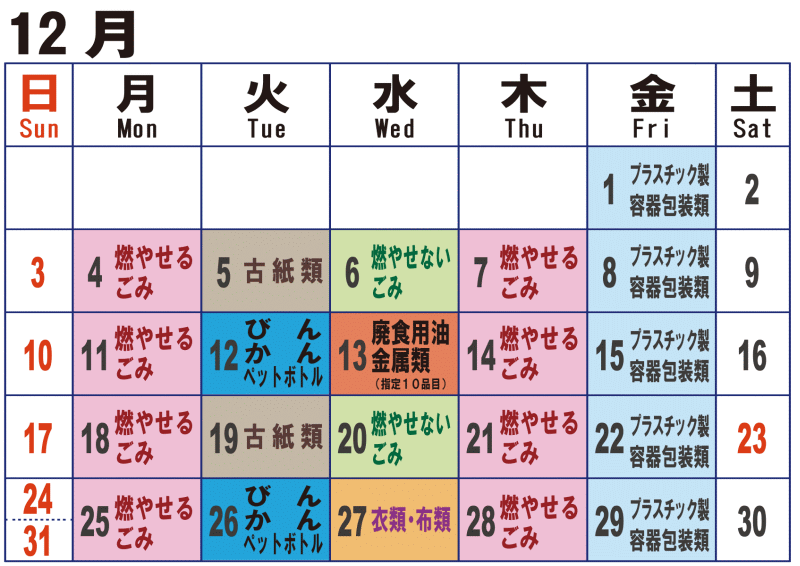 12月
日 月 火 水 木 金 土
Sun Mon Tue Wed Thu Fri Sat
1 プラスチック製
容器包装類
2
3
4 燃やせる
ごみ
5 古紙類
6 燃やせない
ごみ
7 燃やせる
ごみ
8 プラスチック製
容器包装類
9
10
11 燃やせる
ごみ
12 びん
かん
ペットボトル
13 廃食用油
金属類
(指定10品目)
14 燃やせる
ごみ
15 プラスチック製
容器包装類
16
17
18 燃やせる
ごみ
19 古紙類
20 燃やせない
ごみ
21 燃やせる
ごみ
22 プラスチック製
容器包装類
23
24
31
25 燃やせる
ごみ
26 びん
かん
ペットボトル
27 衣類・布類
28 燃やせる
ごみ
29 プラスチック製
容器包装類
30